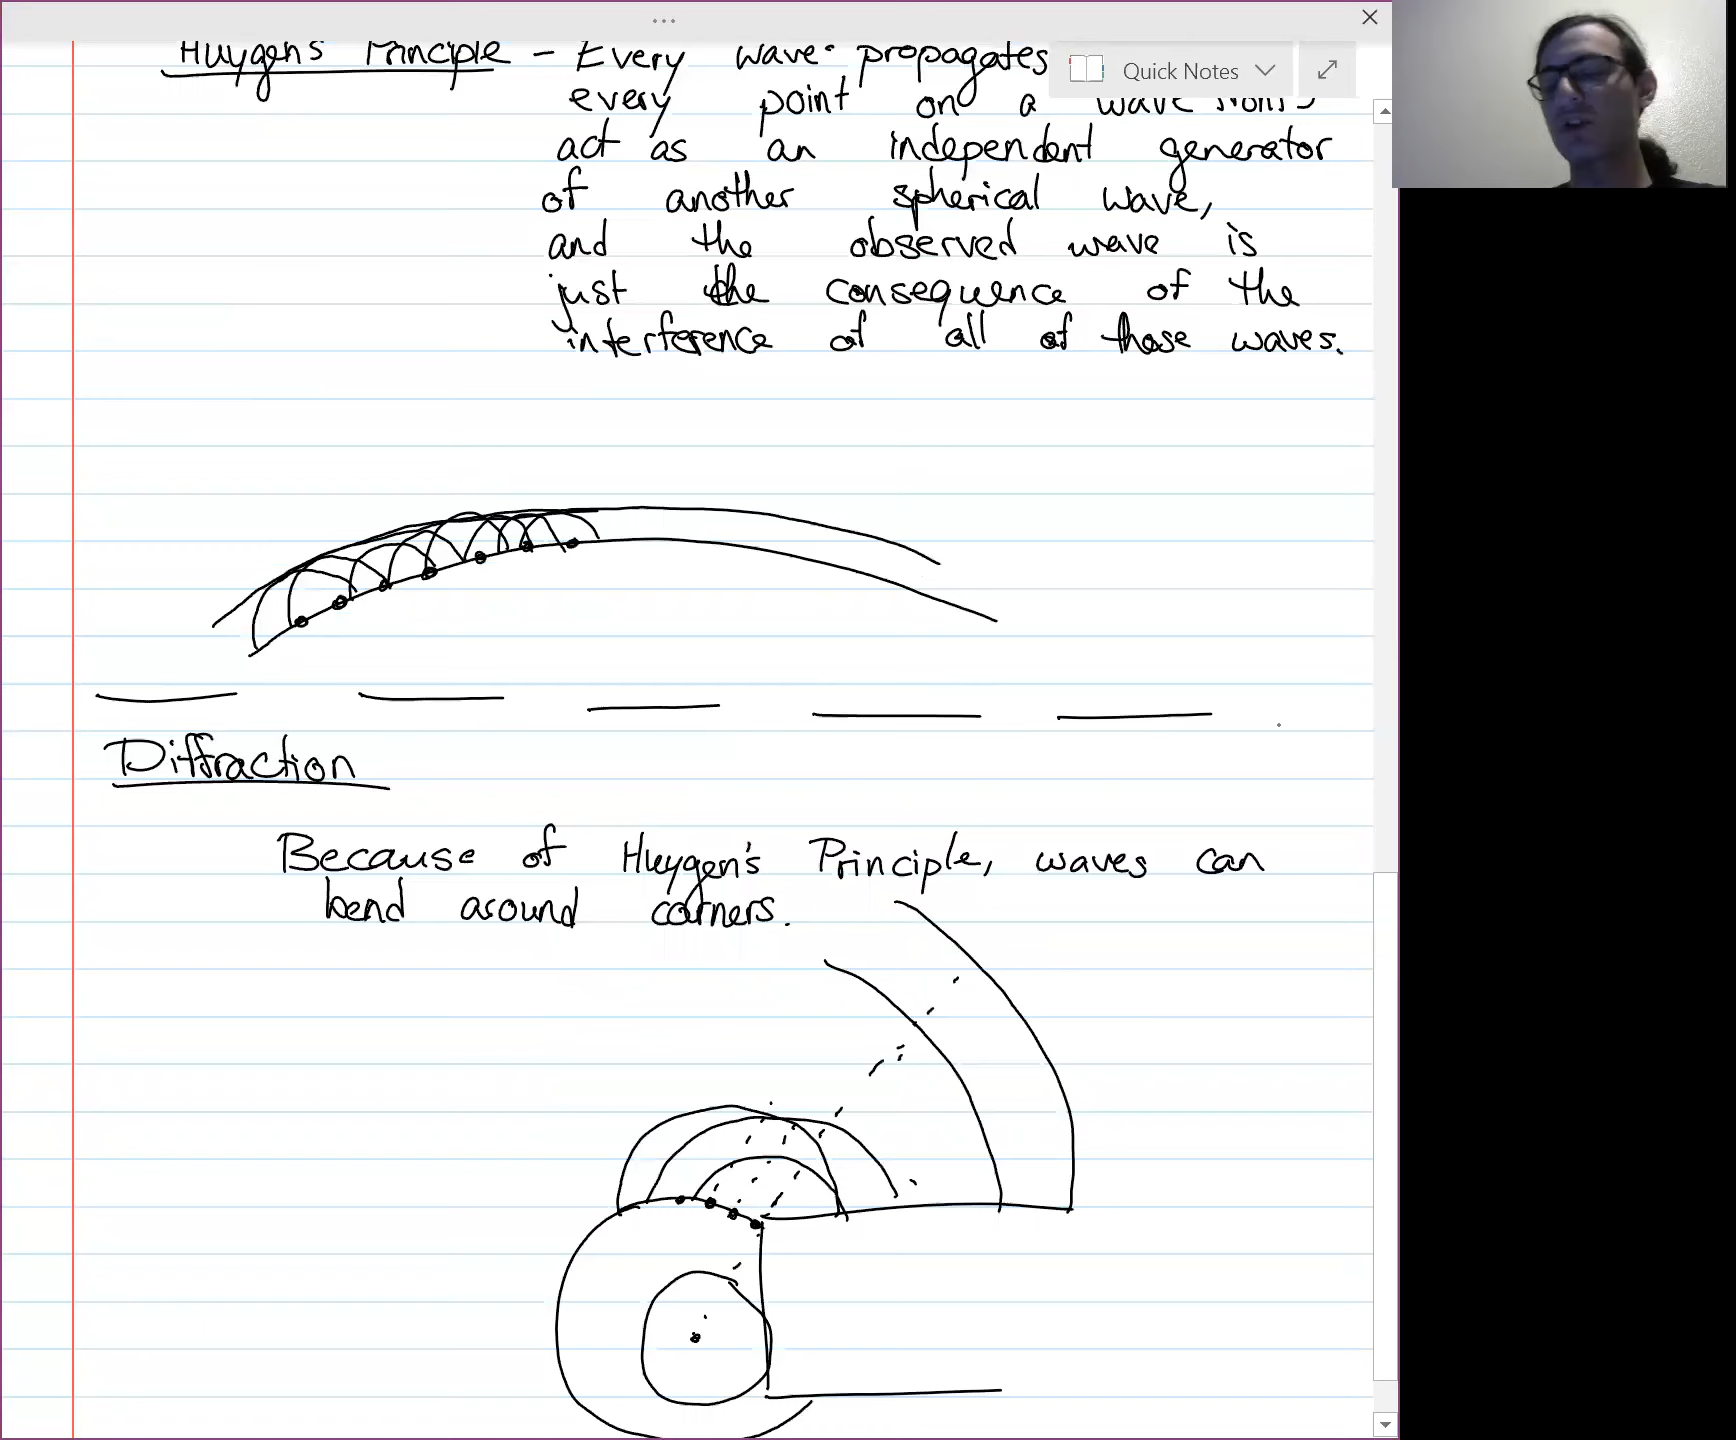 Huygen's Principle - Every wave propagates
Quick Notes
every point on a wave
act as an independent generator
of another spherical wave,
and the observed wave is
just the consequence of the
interference of all of those waves.
Diffraction
Because of Huygen's Principle, waves can
bend around corners.